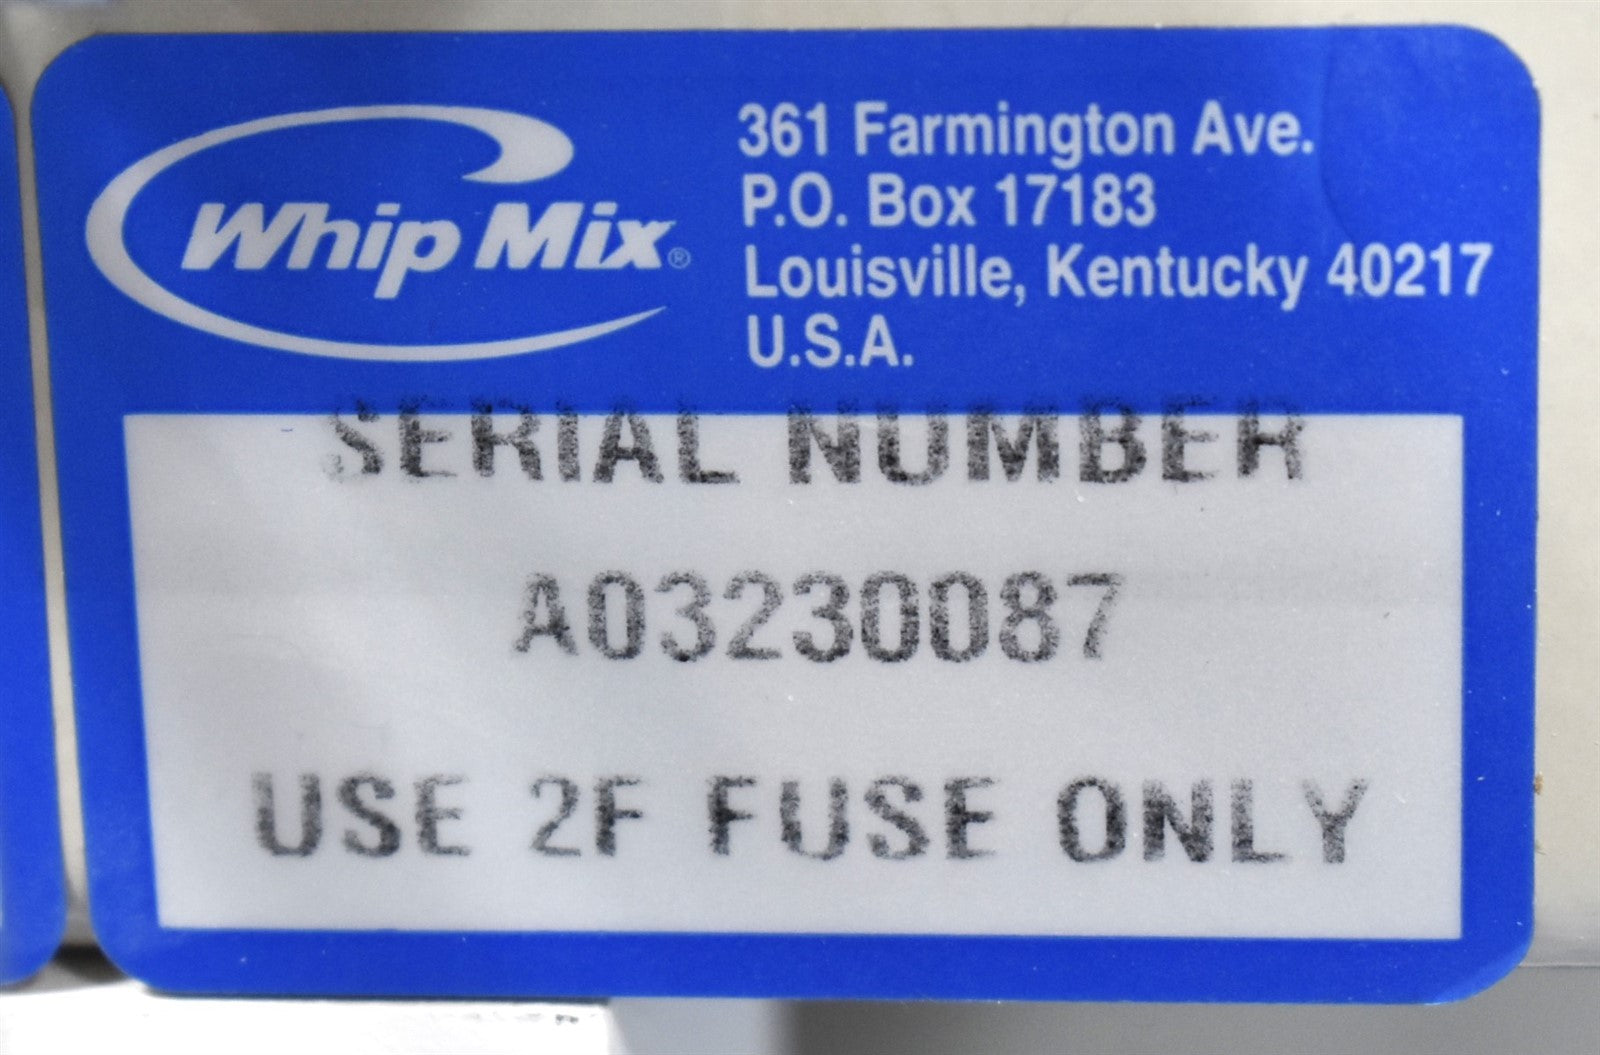 Whip Mix®
361 Farmington Ave.
P.O. Box 17183
Louisville, Kentucky 40217
U.S.A.
SERIAL NUMBER
A03230087
USE 2F FUSE ONLY